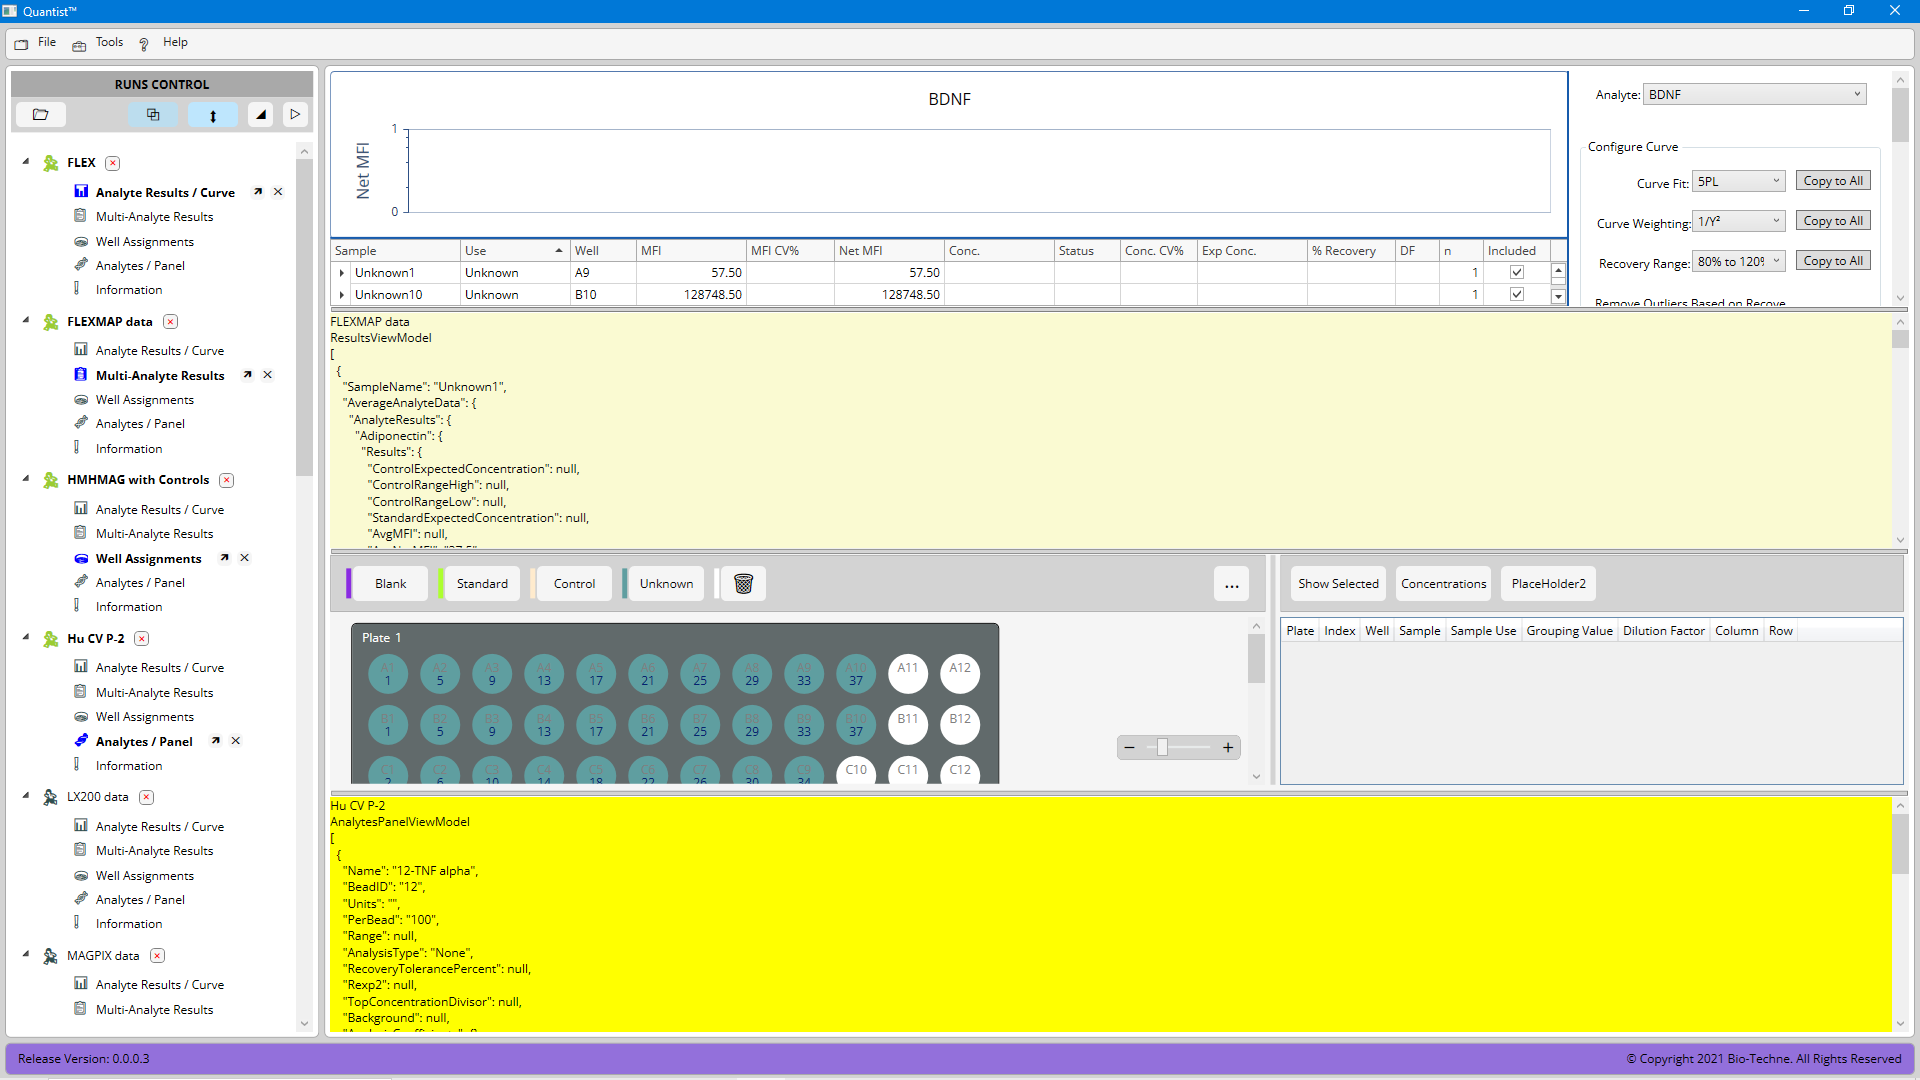 Quantist™
File Tools ? Help
RUNS CONTROL
FLEX
Analyte Results / Curve
Multi-Analyte Results
Well Assignments
Analytes / Panel
Information
FLEXMAP data
Analyte Results / Curve
Multi-Analyte Results
Well Assignments
Analytes / Panel
Information
HMHMAG with Controls
Analyte Results / Curve
Multi-Analyte Results
Well Assignments
Analytes / Panel
Information
Hu CV P-2
Analyte Results / Curve
Multi-Analyte Results
Well Assignments
Analytes / Panel
Information
LX200 data
Analyte Results / Curve
Multi-Analyte Results
Well Assignments
Analytes / Panel
Information
MAGPIX data
Analyte Results / Curve
Multi-Analyte Results
BDNF
Net MFI
1
0
Analyte: BDNF
Configure Curve
Curve Fit: 5PL Copy to All
Curve Weighting: 1/Y² Copy to All
Recovery Range: 80% to 120% Copy to All
Remove Outliers Based on Recove
Sample Use Well MFI MFI CV% Net MFI Conc. Status Conc. CV% Exp Conc. % Recovery DF n Included
Unknown1 Unknown A9 57.50 57.50 1
Unknown10 Unknown B10 128748.50 128748.50 1
FLEXMAP data
ResultsViewModel
[
{
"SampleName": "Unknown1",
"AverageAnalyteData": {
"AnalyteResults": {
"Adiponectin": {
"Results": {
"ControlExpectedConcentration": null,
"ControlRangeHigh": null,
"ControlRangeLow": null,
"StandardExpectedConcentration": null,
"AvgMFI": null,
Blank Standard Control Unknown ...
Show Selected Concentrations PlaceHolder2
Plate 1
A1 A2 A3 A4 A5 A6 A7 A8 A9 A10 A11 A12
1 5 9 13 17 21 25 29 33 37
B1 B2 B3 B4 B5 B6 B7 B8 B9 B10 B11 B12
1 5 9 13 17 21 25 29 33 37
C1 C2 C3 C4 C5 C6 C7 C8 C9 C10 C11 C12
2 6 10 14 18 22 26 30 34
− +
Plate Index Well Sample Sample Use Grouping Value Dilution Factor Column Row
Hu CV P-2
AnalytesPanelViewModel
[
{
"Name": "12-TNF alpha",
"BeadID": "12",
"Units": "",
"PerBead": "100",
"Range": null,
"AnalysisType": "None",
"RecoveryTolerancePercent": null,
"Rexp2": null,
"TopConcentrationDivisor": null,
"Background": null,
Release Version: 0.0.0.3
© Copyright 2021 Bio-Techne. All Rights Reserved